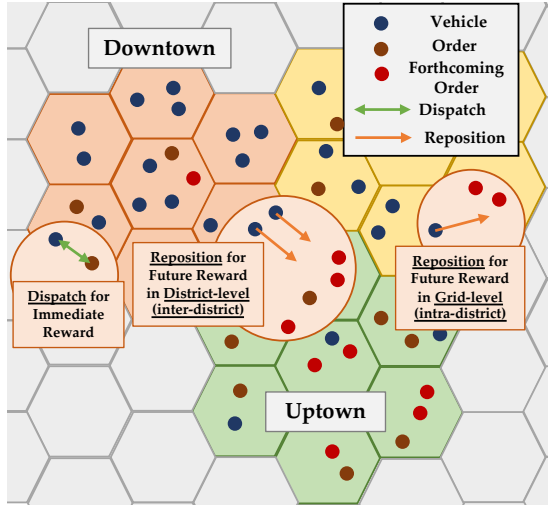 Downtown
Vehicle
Order
Forthcoming
Order
Dispatch
Reposition
Dispatch for
Immediate
Reward
Reposition for
Future Reward
in District-level
(inter-district)
Reposition for
Future Reward
in Grid-level
(intra-district)
Uptown